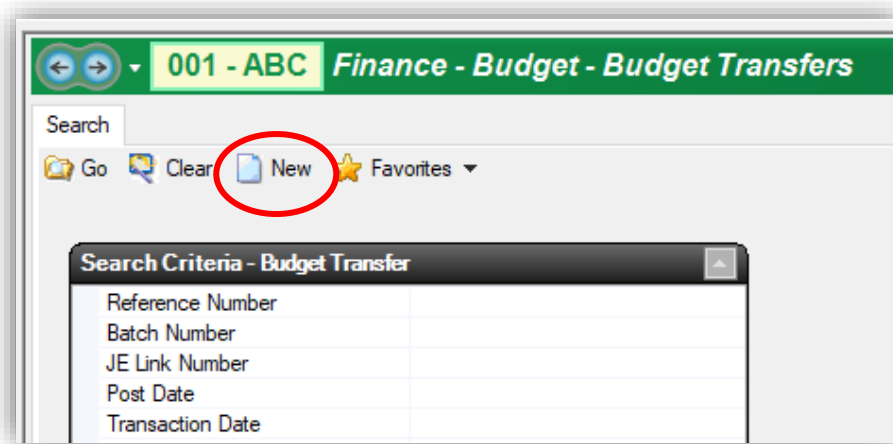 001 - ABC Finance - Budget - Budget Transfers
Search
Go Clear New Favorites
Search Criteria - Budget Transfer
Reference Number
Batch Number
JE Link Number
Post Date
Transaction Date